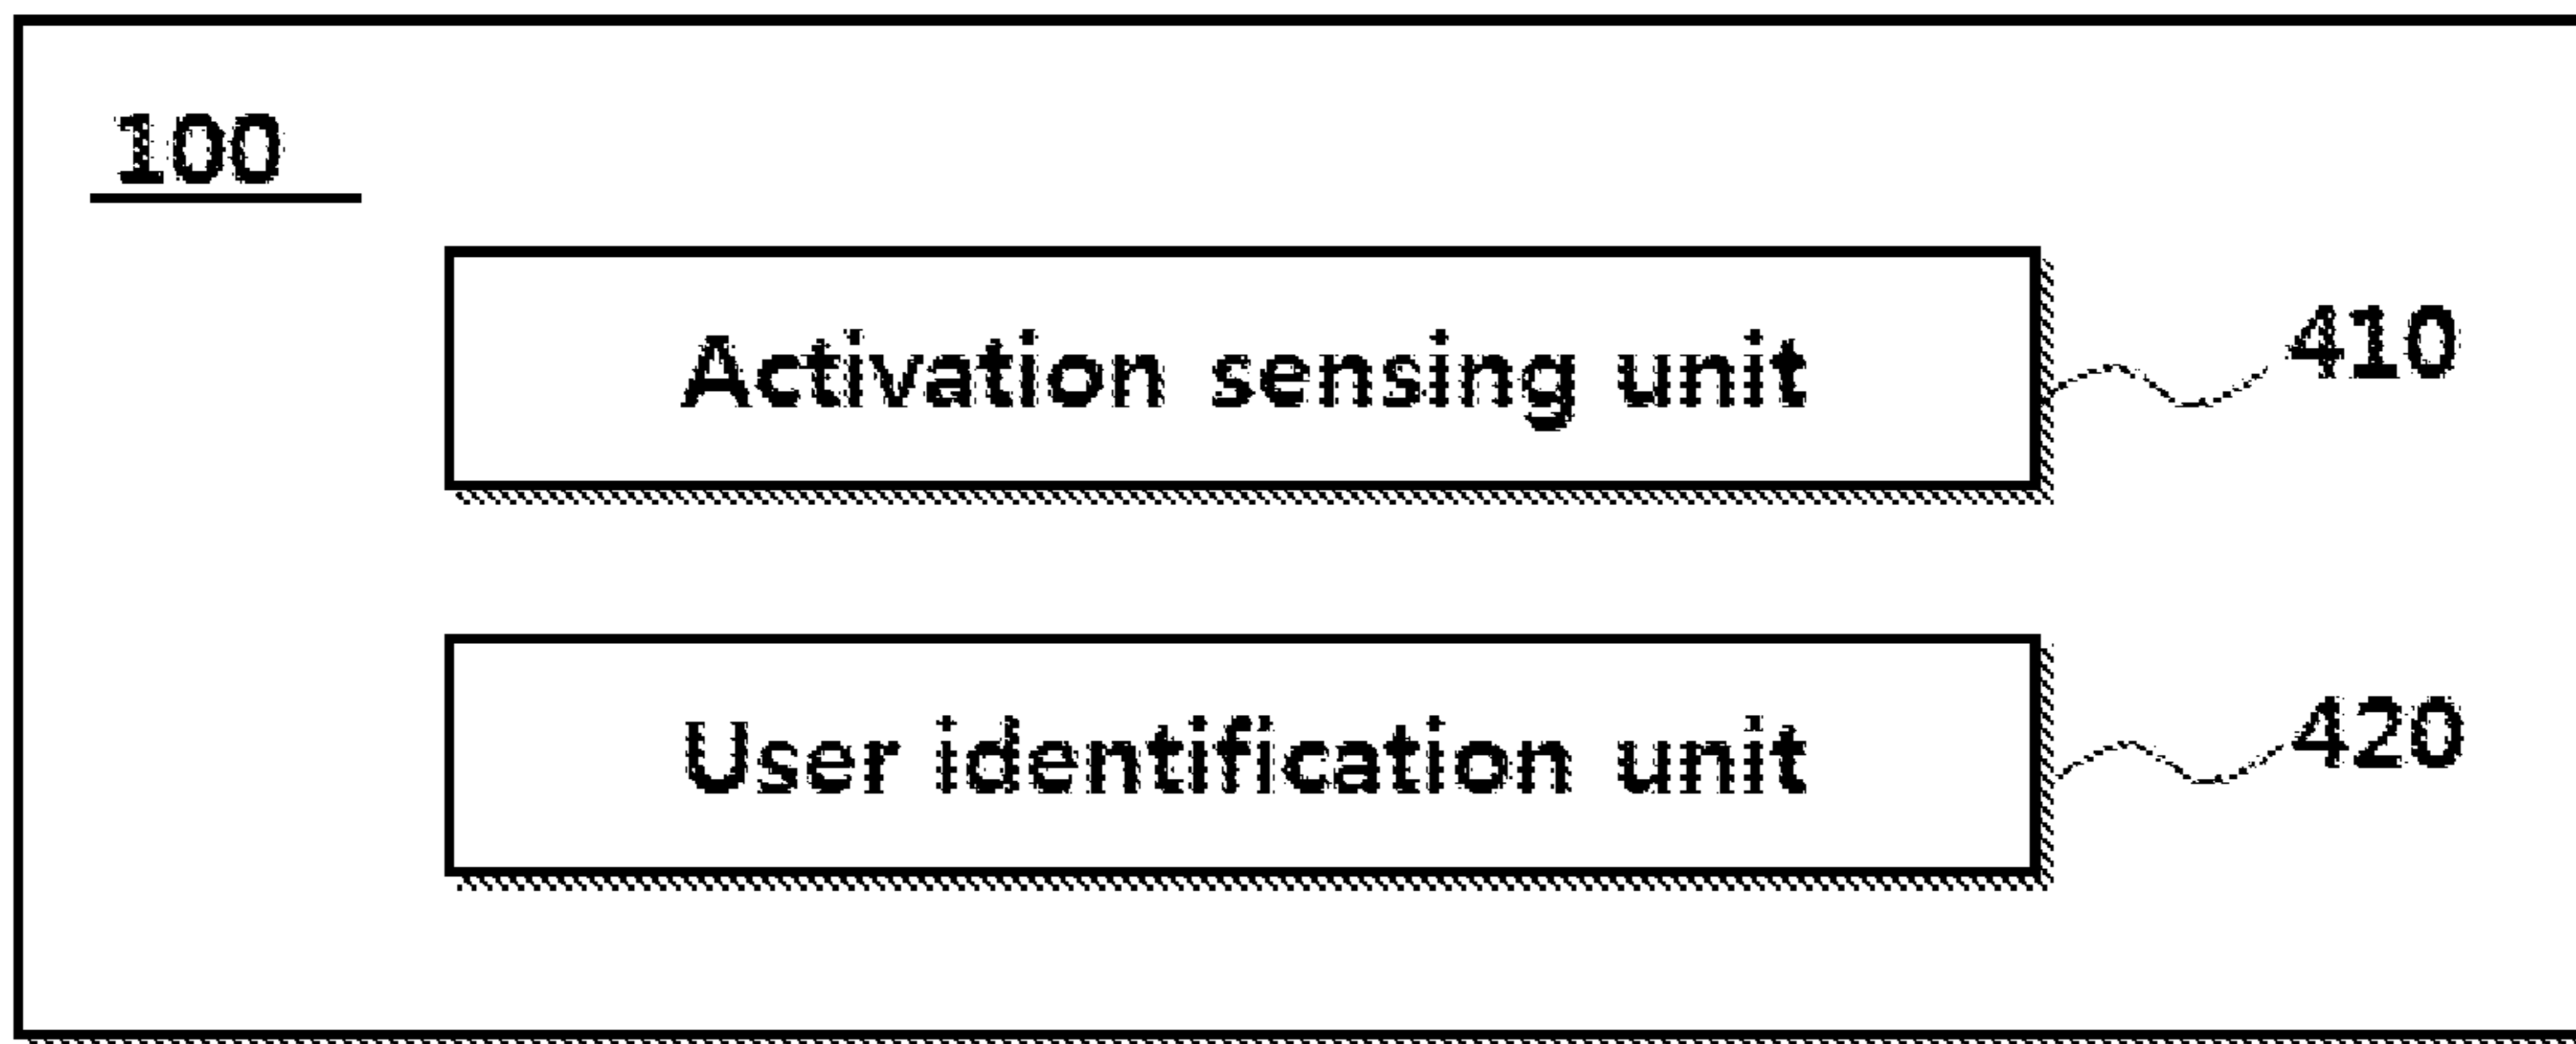 100
Activation sensing unit
410
User identification unit
420